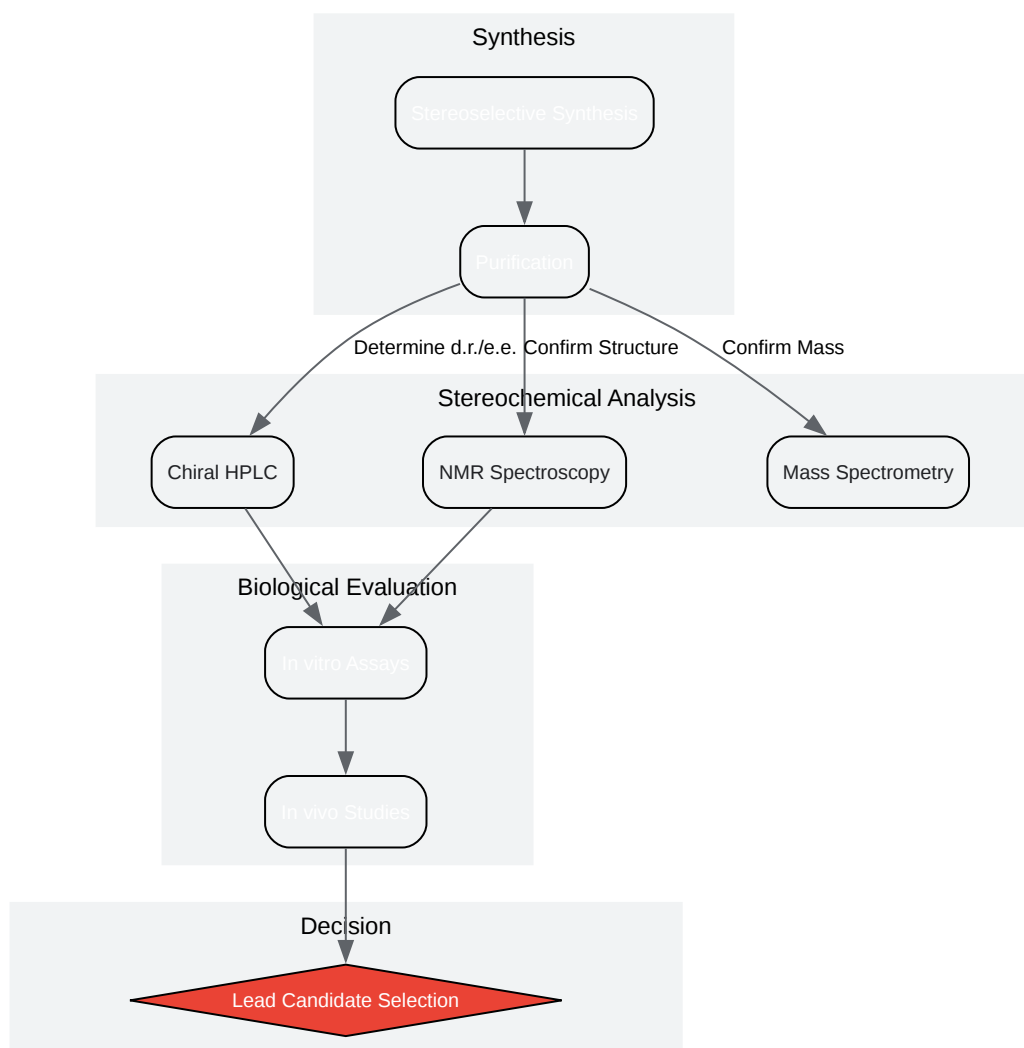 Synthesis
Stereoselective Synthesis
Purification
Determine d.r./e.e.
Confirm Structure
Confirm Mass
Stereochemical Analysis
Chiral HPLC
NMR Spectroscopy
Mass Spectrometry
Biological Evaluation
In vitro Assays
In vivo Studies
Decision
Lead Candidate Selection